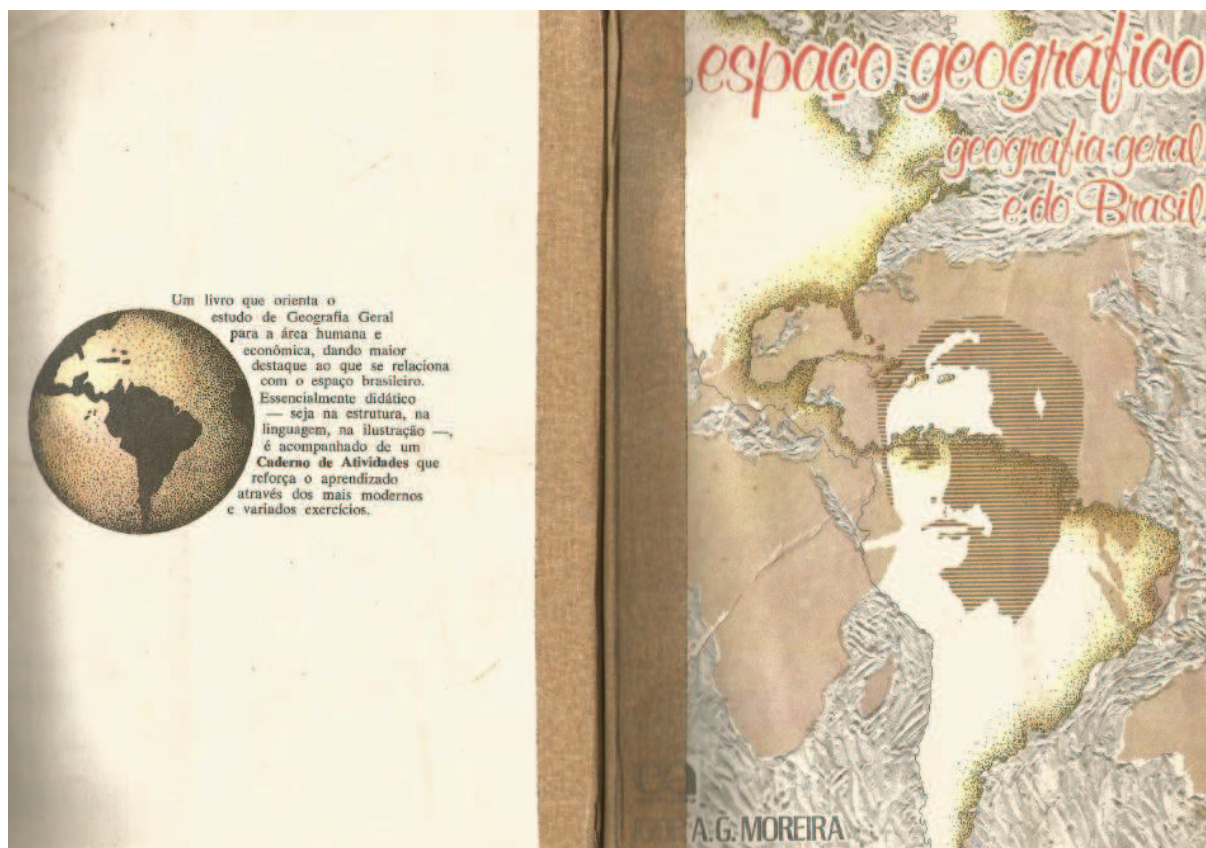 Um livro que orienta o
estudo de Geografia Geral
para a área humana e
econômica, dando maior
destaque ao que se relaciona
com o espaço brasileiro.
Essencialmente didático
— seja na estrutura, na
linguagem, na ilustração —,
é acompanhado de um
Caderno de Atividades que
reforça o aprendizado
através dos mais modernos
e variados exercícios.
espaço geográfico
geografia geral
e do Brasil
A.G. MOREIRA